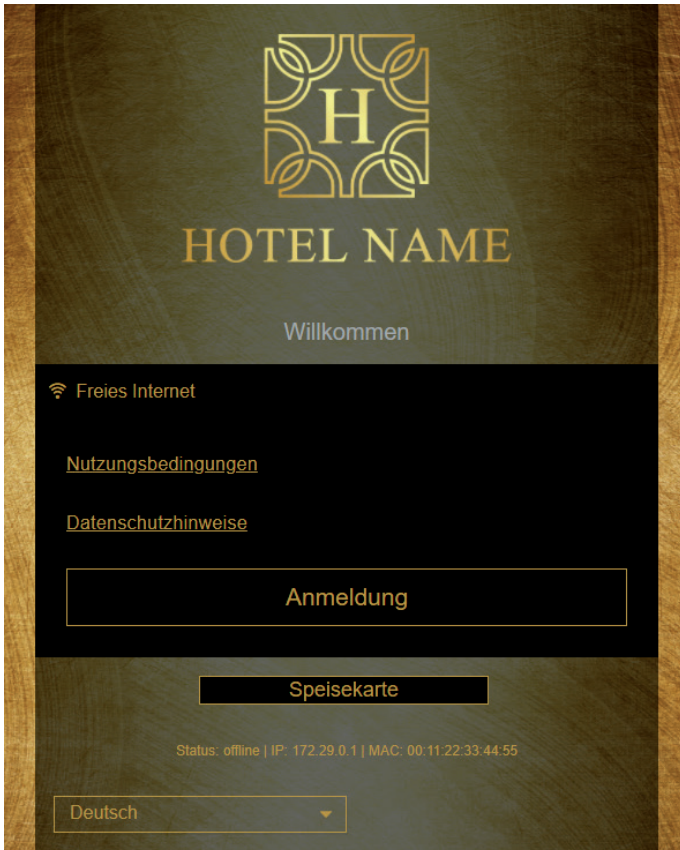 H
HOTEL NAME
Willkommen
Freies Internet
Nutzungsbedingungen
Datenschutzhinweise
Anmeldung
Speisekarte
Status: offline | IP: 172.29.0.1 | MAC: 00:11:22:33:44:55
Deutsch